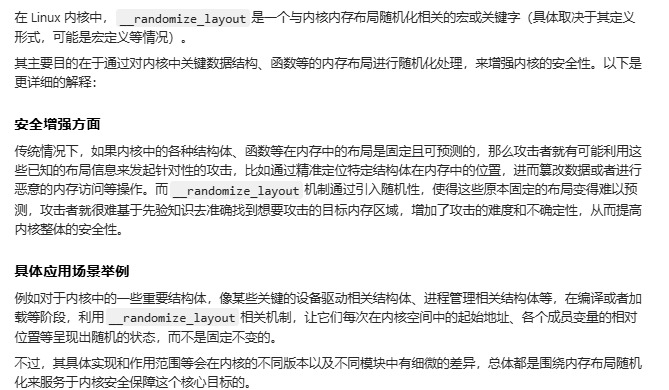 在 Linux 内核中， __randomize_layout 是一个与内核内存布局随机化相关的宏或关键字（具体取决于其定义
形式，可能是宏定义等情况）。
其主要目的在于通过对内核中关键数据结构、函数等的内存布局进行随机化处理，来增强内核的安全性。以下是
更详细的解释：
安全增强方面
传统情况下，如果内核中的各种结构体、函数等在内存中的布局是固定且可预测的，那么攻击者就有可能利用这
些已知的布局信息来发起针对性的攻击，比如通过精准定位特定结构体在内存中的位置，进而篡改数据或者进行
恶意的内存访问等操作。而 __randomize_layout 机制通过引入随机性，使得这些原本固定的布局变得难以预
测，攻击者就很难基于先验知识去准确找到想要攻击的目标内存区域，增加了攻击的难度和不确定性，从而提高
内核整体的安全性。
具体应用场景举例
例如对于内核中的一些重要结构体，像某些关键的设备驱动相关结构体、进程管理相关结构体等，在编译或者加
载等阶段，利用 __randomize_layout 相关机制，让它们每次在内核空间中的起始地址、各个成员变量的相对
位置等呈现出随机的状态，而不是固定不变的。
不过，其具体实现和作用范围等会在内核的不同版本以及不同模块中有细微的差异，总体都是围绕内存布局随机
化来服务于内核安全保障这个核心目标的。